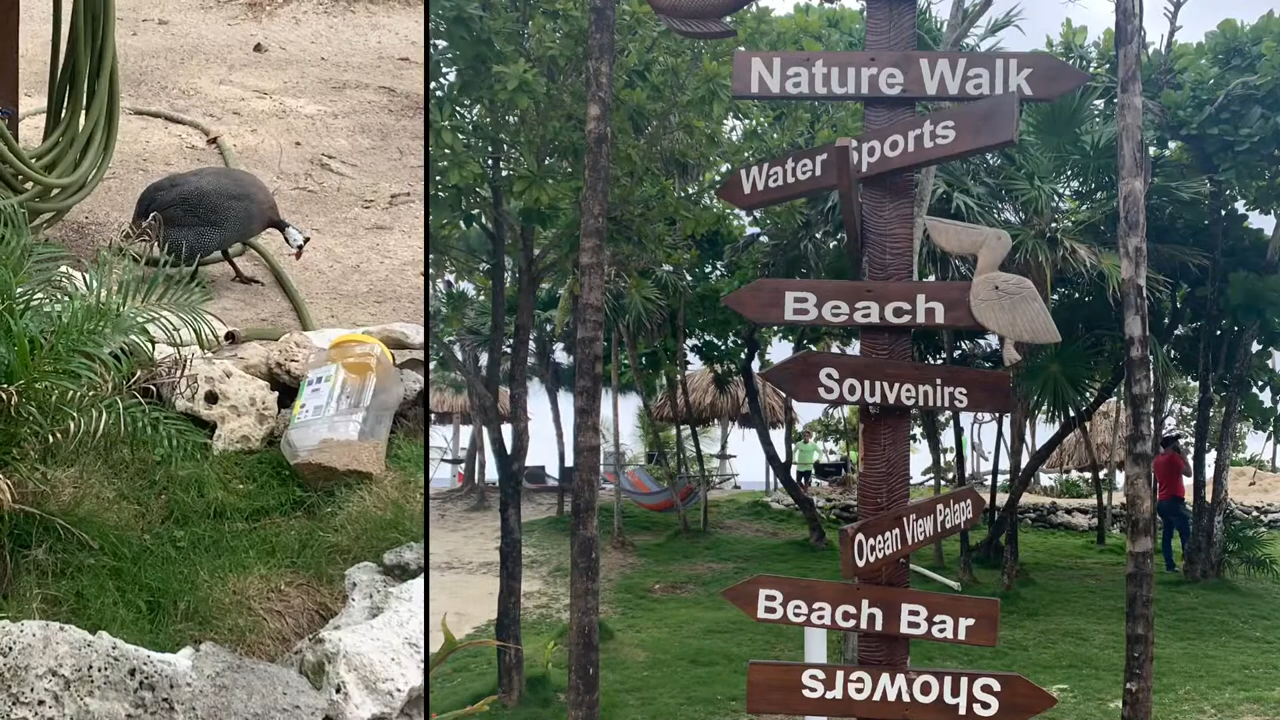 Nature Walk
Water Sports
Beach
Souvenirs
Ocean View Palapa
Beach Bar
Showers